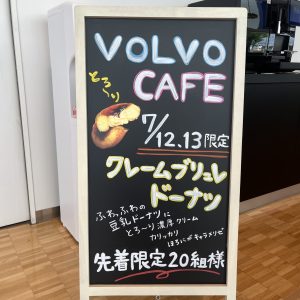 VOLVO
CAFE
とろ〜り
7/12、13限定
クレームブリュレ
ドーナツ
ふわっふわの
豆乳ドーナツに
とろ〜り濃厚クリーム
カリッカリ
ほろにがキャラメリゼ
先着限定20組様